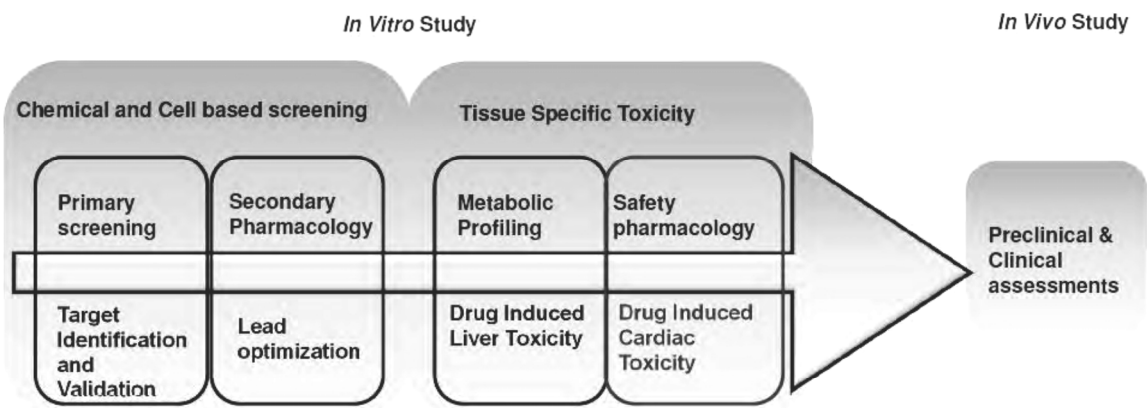 In Vitro Study
In Vivo Study
Chemical and Cell based screening
Tissue Specific Toxicity
Primary
screening
Secondary
Pharmacology
Metabolic
Profiling
Safety
pharmacology
Preclinical &
Clinical
assessments
Target
Identification
and
Validation
Lead
optimization
Drug Induced
Liver Toxicity
Drug Induced
Cardiac
Toxicity